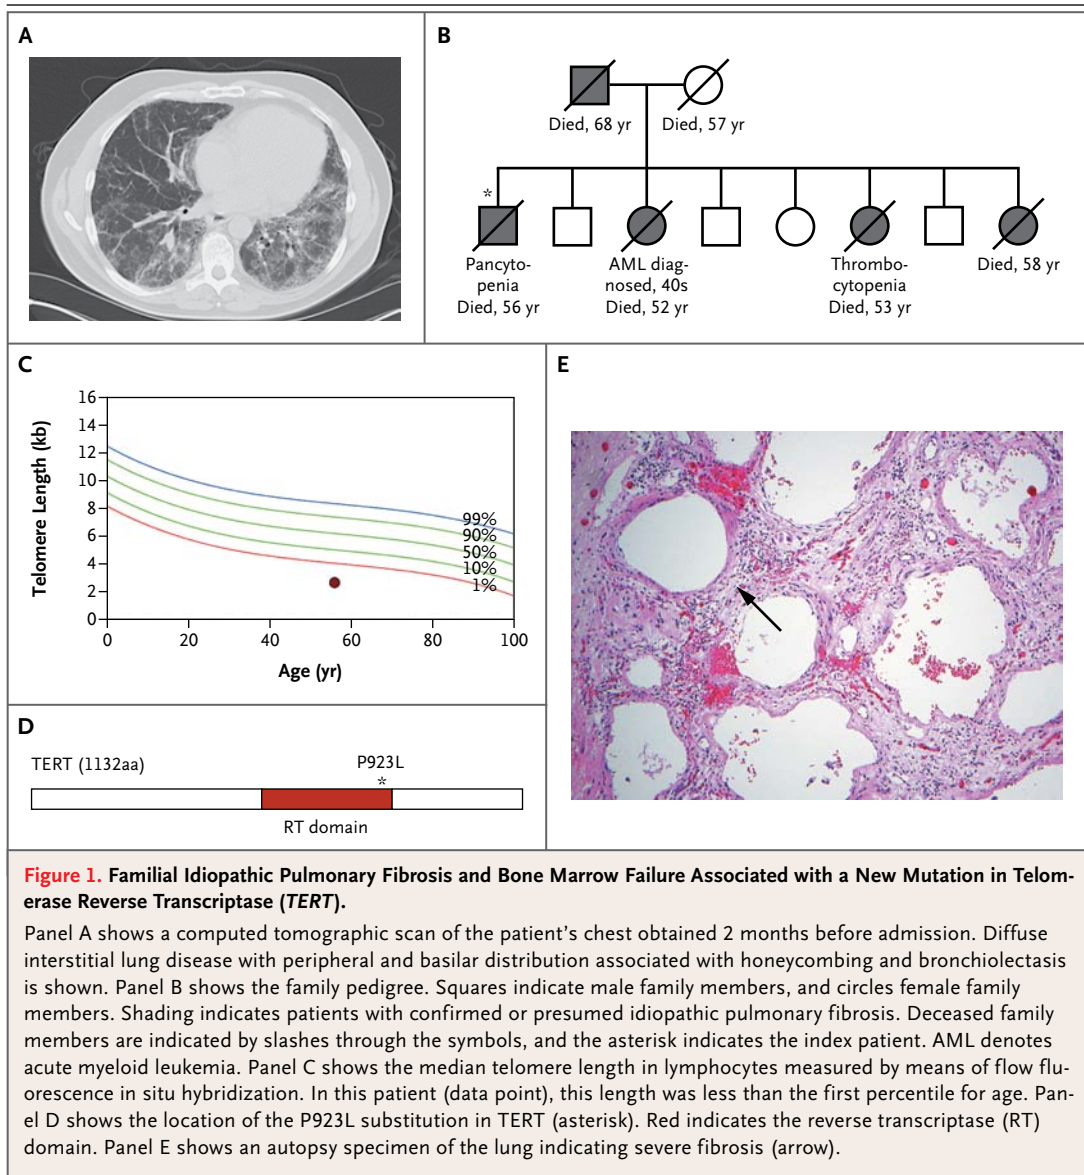 A
B
Died, 68 yr
Died, 57 yr
*
Pancyto-
penia
Died, 56 yr
AML diag-
nosed, 40s
Died, 52 yr
Thrombo-
cytopenia
Died, 53 yr
Died, 58 yr
C
Telomere Length (kb)
16
14
12
10
8
6
4
2
0
99%
90%
50%
10%
1%
0 20 40 60 80 100
Age (yr)
D
TERT (1132aa)
P923L
*
RT domain
E
Figure 1. Familial Idiopathic Pulmonary Fibrosis and Bone Marrow Failure Associated with a New Mutation in Telom-
erase Reverse Transcriptase (TERT).
Panel A shows a computed tomographic scan of the patient’s chest obtained 2 months before admission. Diffuse
interstitial lung disease with peripheral and basilar distribution associated with honeycombing and bronchiolectasis
is shown. Panel B shows the family pedigree. Squares indicate male family members, and circles female family
members. Shading indicates patients with confirmed or presumed idiopathic pulmonary fibrosis. Deceased family
members are indicated by slashes through the symbols, and the asterisk indicates the index patient. AML denotes
acute myeloid leukemia. Panel C shows the median telomere length in lymphocytes measured by means of flow flu-
orescence in situ hybridization. In this patient (data point), this length was less than the first percentile for age. Pan-
el D shows the location of the P923L substitution in TERT (asterisk). Red indicates the reverse transcriptase (RT)
domain. Panel E shows an autopsy specimen of the lung indicating severe fibrosis (arrow).